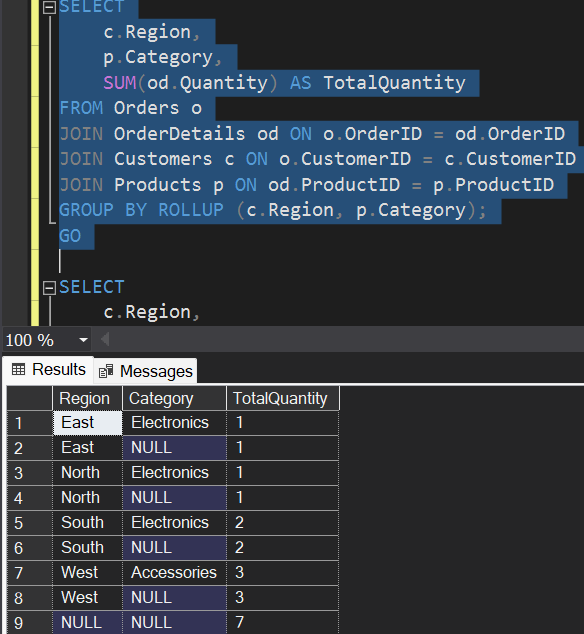 SELECT
c.Region,
p.Category,
SUM(od.Quantity) AS TotalQuantity
FROM Orders o
JOIN OrderDetails od ON o.OrderID = od.OrderID
JOIN Customers c ON o.CustomerID = c.CustomerID
JOIN Products p ON od.ProductID = p.ProductID
GROUP BY ROLLUP (c.Region, p.Category);
GO
SELECT
c.Region,
100 %
Results Messages
Region Category TotalQuantity
1 East Electronics 1
2 East NULL 1
3 North Electronics 1
4 North NULL 1
5 South Electronics 2
6 South NULL 2
7 West Accessories 3
8 West NULL 3
9 NULL NULL 7